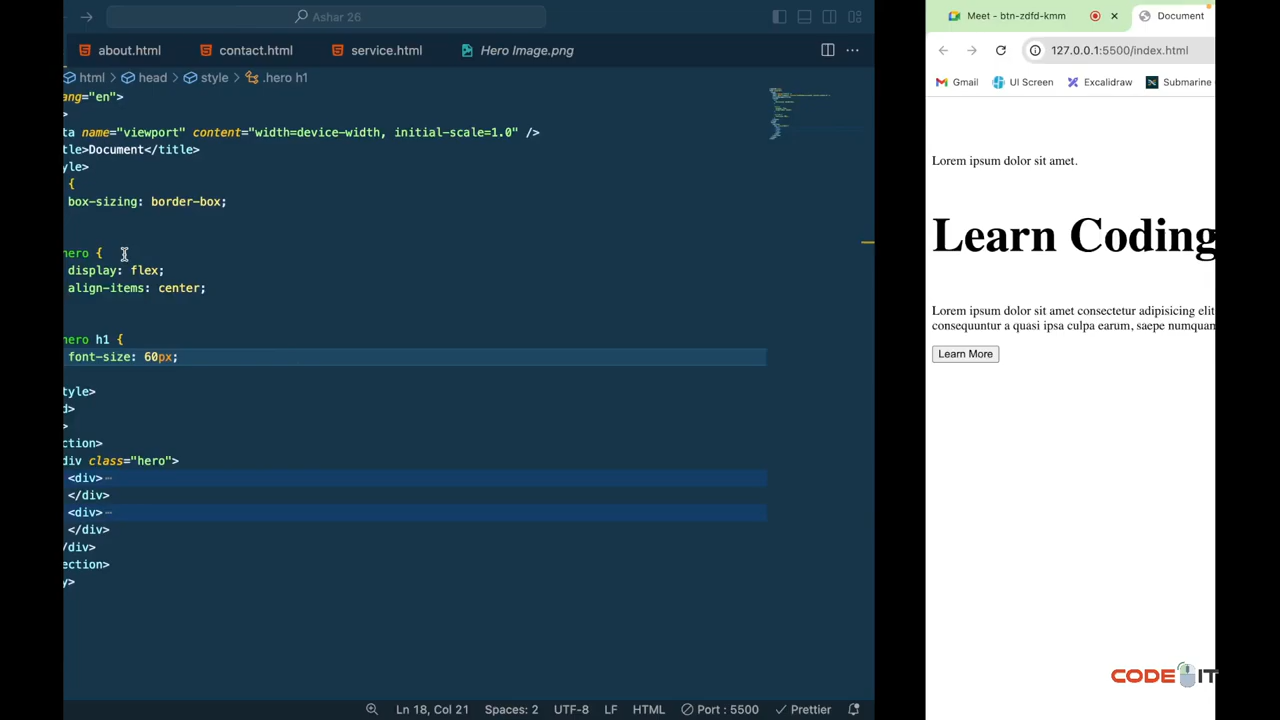 Ashar 26
about.html
contact.html
service.html
Hero Image.png
html > head > style > .hero h1
ang="en">
>
ta name="viewport" content="width=device-width, initial-scale=1.0" />
tle>Document</title>
yle>
{
box-sizing: border-box;
hero {
display: flex;
align-items: center;
hero h1 {
font-size: 60px;
tyle>
d>
>
ction>
div class="hero">
<div>
</div>
<div>
</div>
/div>
ection>
y>
Ln 18, Col 21
Spaces: 2
UTF-8
LF
HTML
Port : 5500
Prettier
Meet - btn-zdfd-kmm
Document
127.0.0.1:5500/index.html
Gmail
UI Screen
Excalidraw
Submarine
Lorem ipsum dolor sit amet.
Learn Coding
Lorem ipsum dolor sit amet consectetur adipisicing elit
consequuntur a quasi ipsa culpa earum, saepe numquan
Learn More
CODE IT